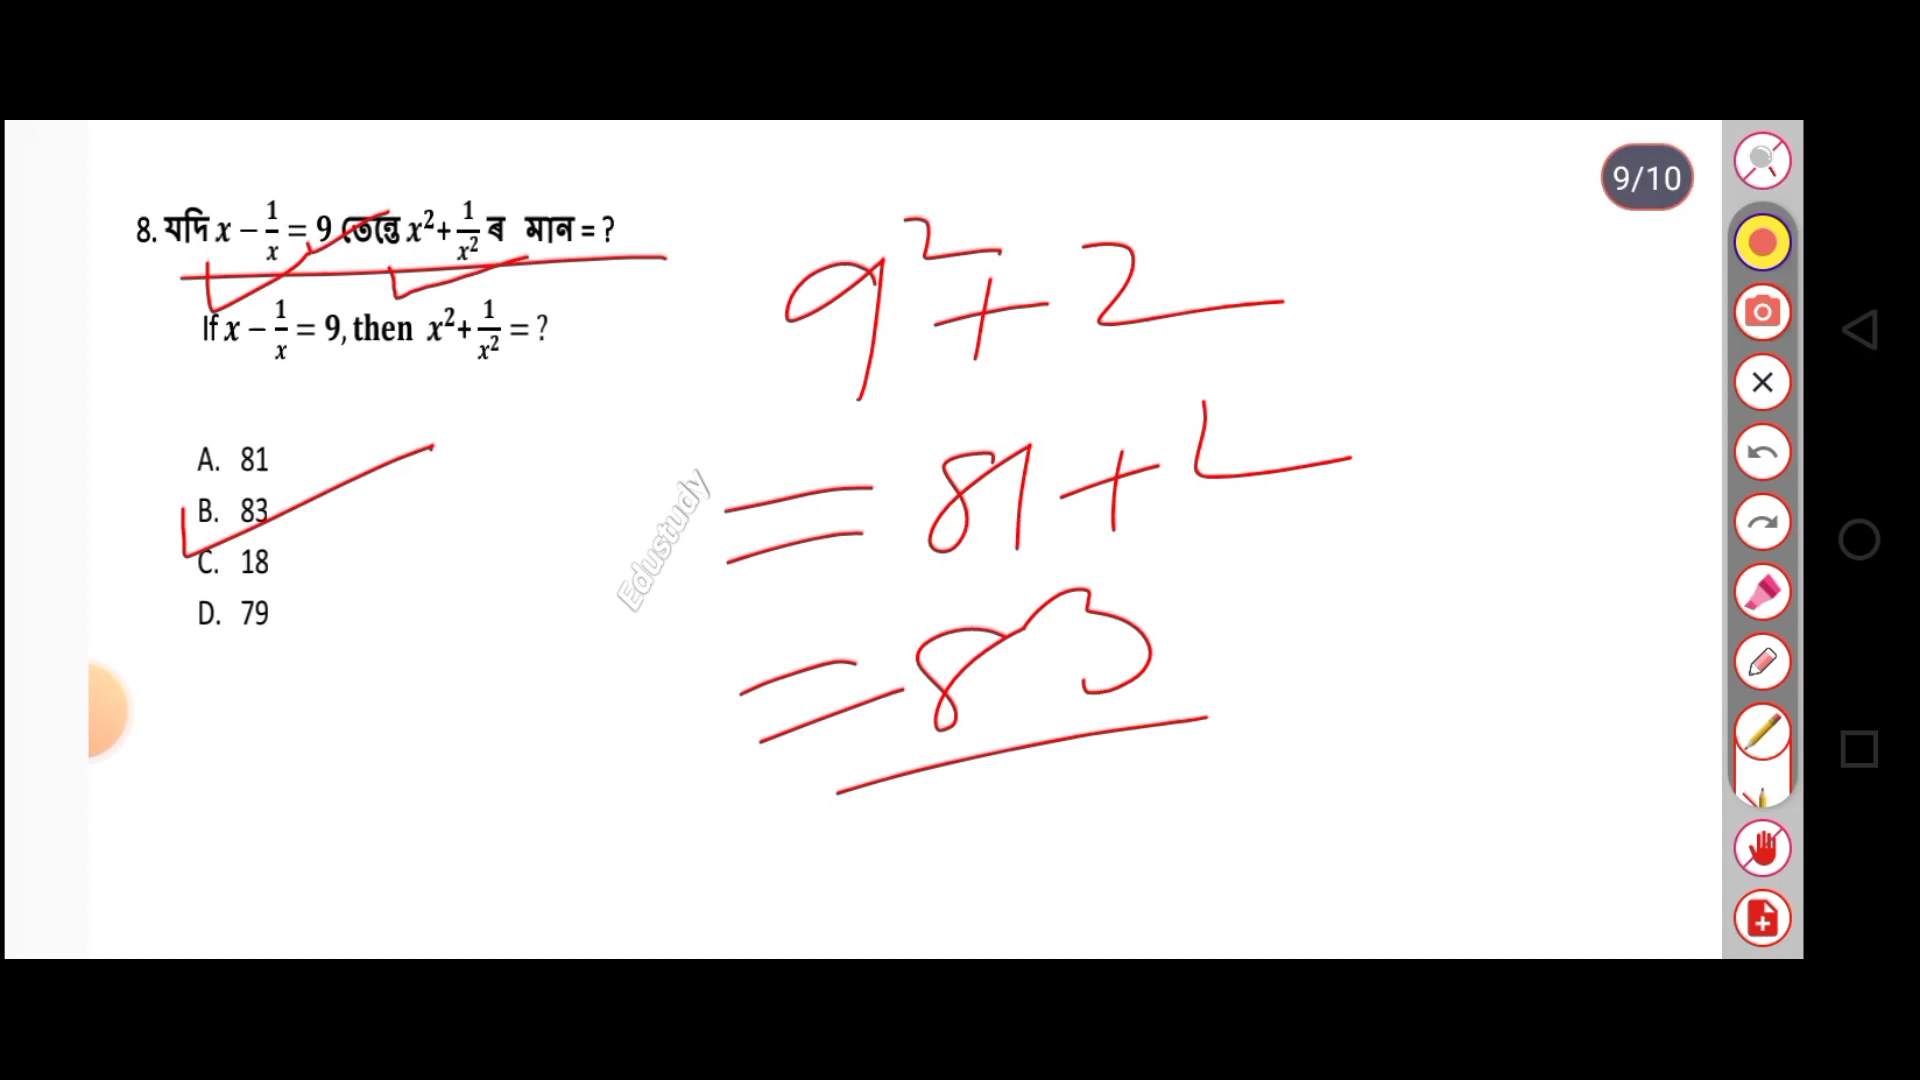 9/10
8. যদি x − 1/x = 9 তেন্তে x²+ 1/x² ৰ মান = ?
If x − 1/x = 9, then x²+ 1/x² = ?
A. 81
B. 83
C. 18
D. 79
Edustudy
9² + 2
= 81 + 2
= 83